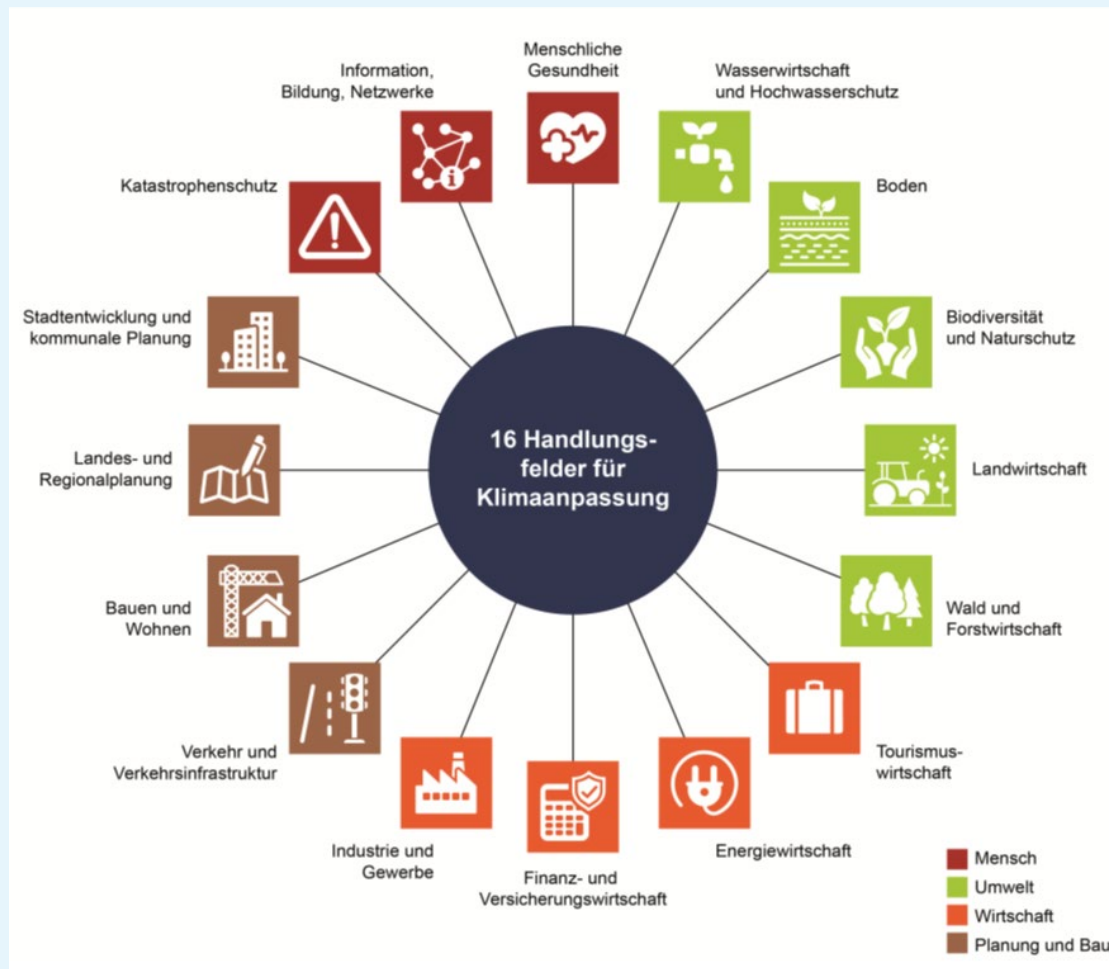 Menschliche
Gesundheit
Wasserwirtschaft
und Hochwasserschutz
Boden
Biodiversität
und Naturschutz
Landwirtschaft
Wald und
Forstwirtschaft
Tourismus-
wirtschaft
Energiewirtschaft
Finanz- und
Versicherungswirtschaft
Industrie und
Gewerbe
Verkehr und
Verkehrsinfrastruktur
Bauen und
Wohnen
Landes- und
Regionalplanung
Stadtentwicklung und
kommunale Planung
Katastrophenschutz
Information,
Bildung, Netzwerke
16 Handlungs-
felder für
Klimaanpassung
Mensch
Umwelt
Wirtschaft
Planung und Bau